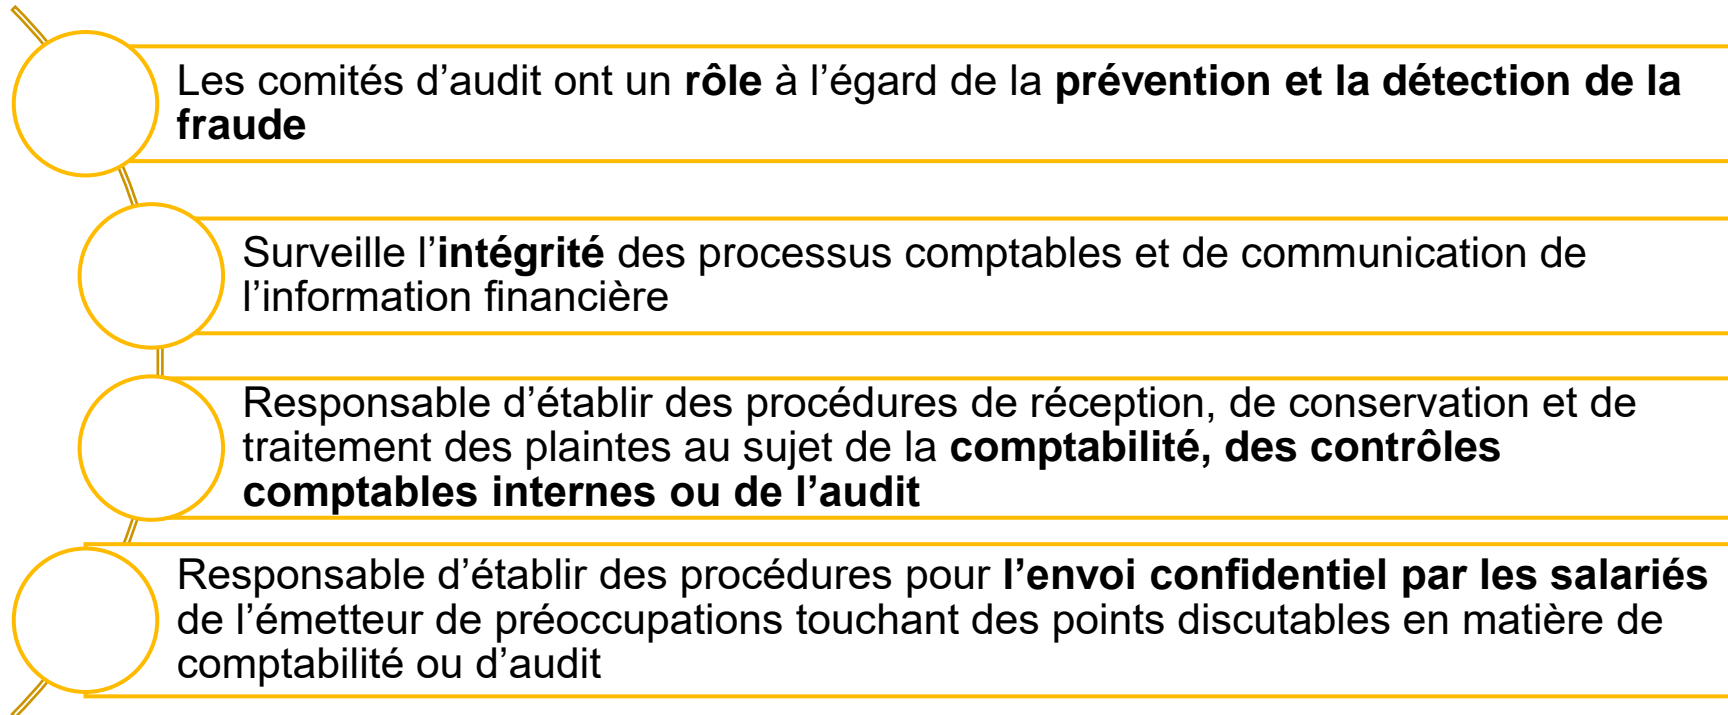 Les comités d’audit ont un rôle à l’égard de la prévention et la détection de la
fraude
Surveille l’intégrité des processus comptables et de communication de
l’information financière
Responsable d’établir des procédures de réception, de conservation et de
traitement des plaintes au sujet de la comptabilité, des contrôles
comptables internes ou de l’audit
Responsable d’établir des procédures pour l’envoi confidentiel par les salariés
de l’émetteur de préoccupations touchant des points discutables en matière de
comptabilité ou d’audit